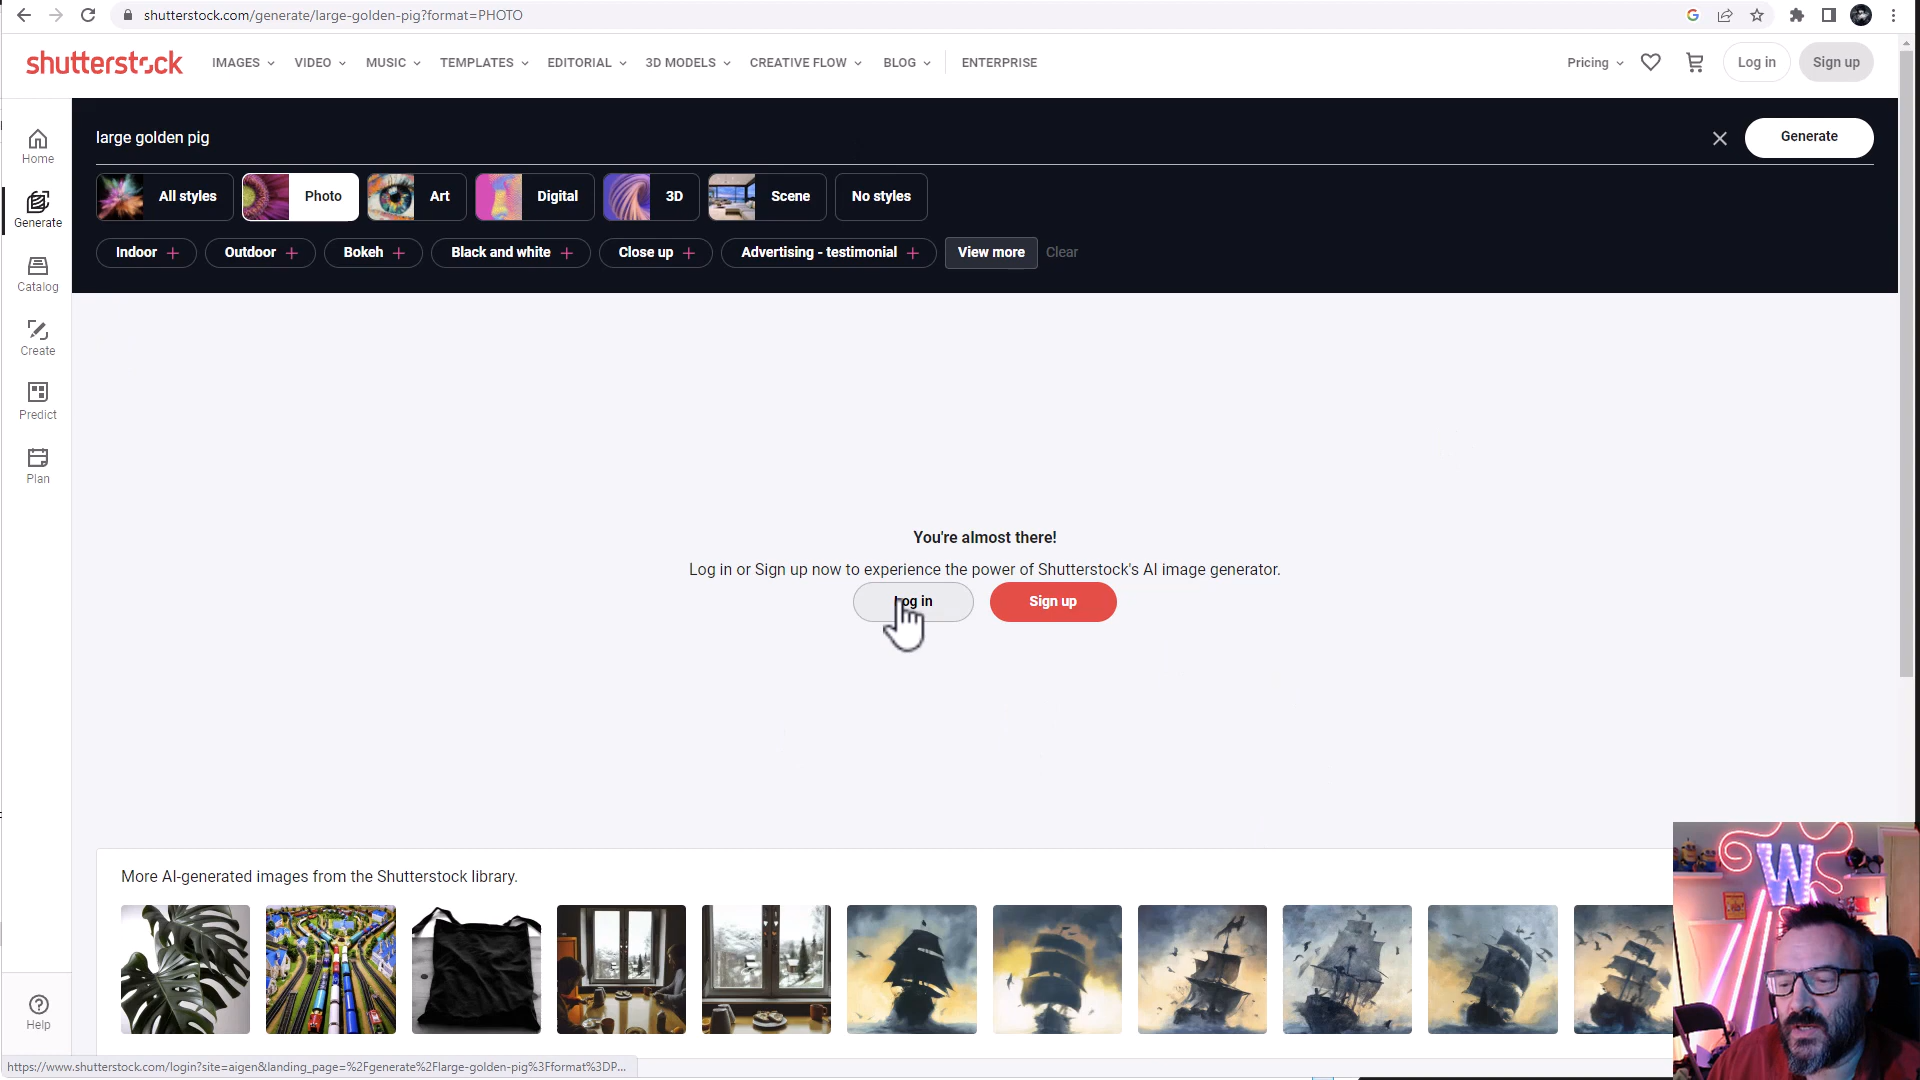 shutterstock.com/generate/large-golden-pig?format=PHOTO
shutterstock
IMAGES VIDEO MUSIC TEMPLATES EDITORIAL 3D MODELS CREATIVE FLOW BLOG ENTERPRISE
Pricing Log in Sign up
large golden pig
Generate
All styles Photo Art Digital 3D Scene No styles
Indoor + Outdoor + Bokeh + Black and white + Close up + Advertising - testimonial + View more Clear
Home
Generate
Catalog
Create
Predict
Plan
You're almost there!
Log in or Sign up now to experience the power of Shutterstock's AI image generator.
Log in Sign up
More AI-generated images from the Shutterstock library.
W
Help
https://www.shutterstock.com/login?site=aigen&landing_page=%2Fgenerate%2Flarge-golden-pig%3Fformat%3DP...